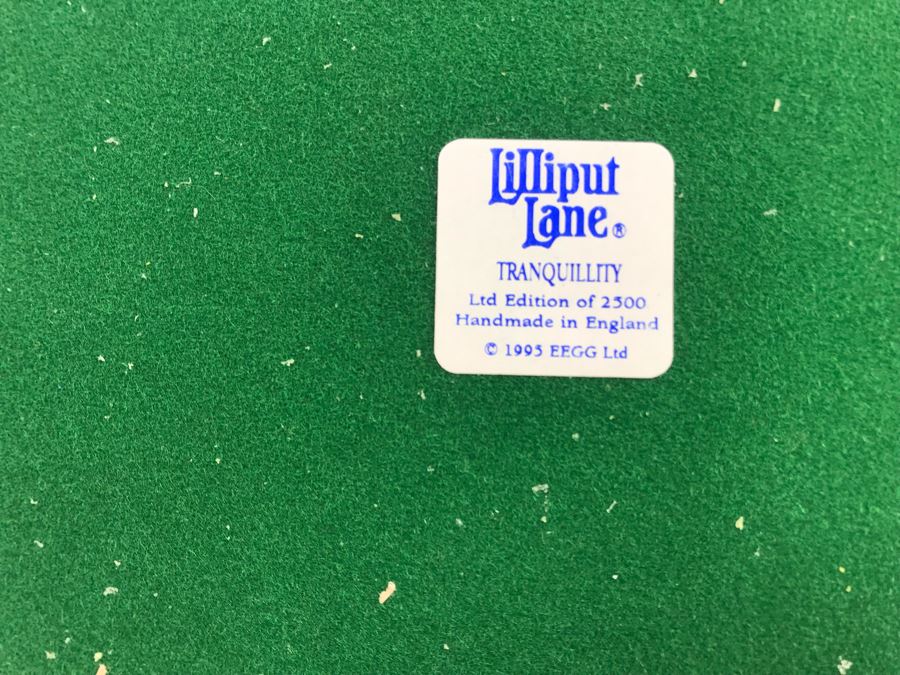 Lilliput
Lane®
TRANQUILLITY
Ltd Edition of 2500
Handmade in England
© 1995 EEGG Ltd